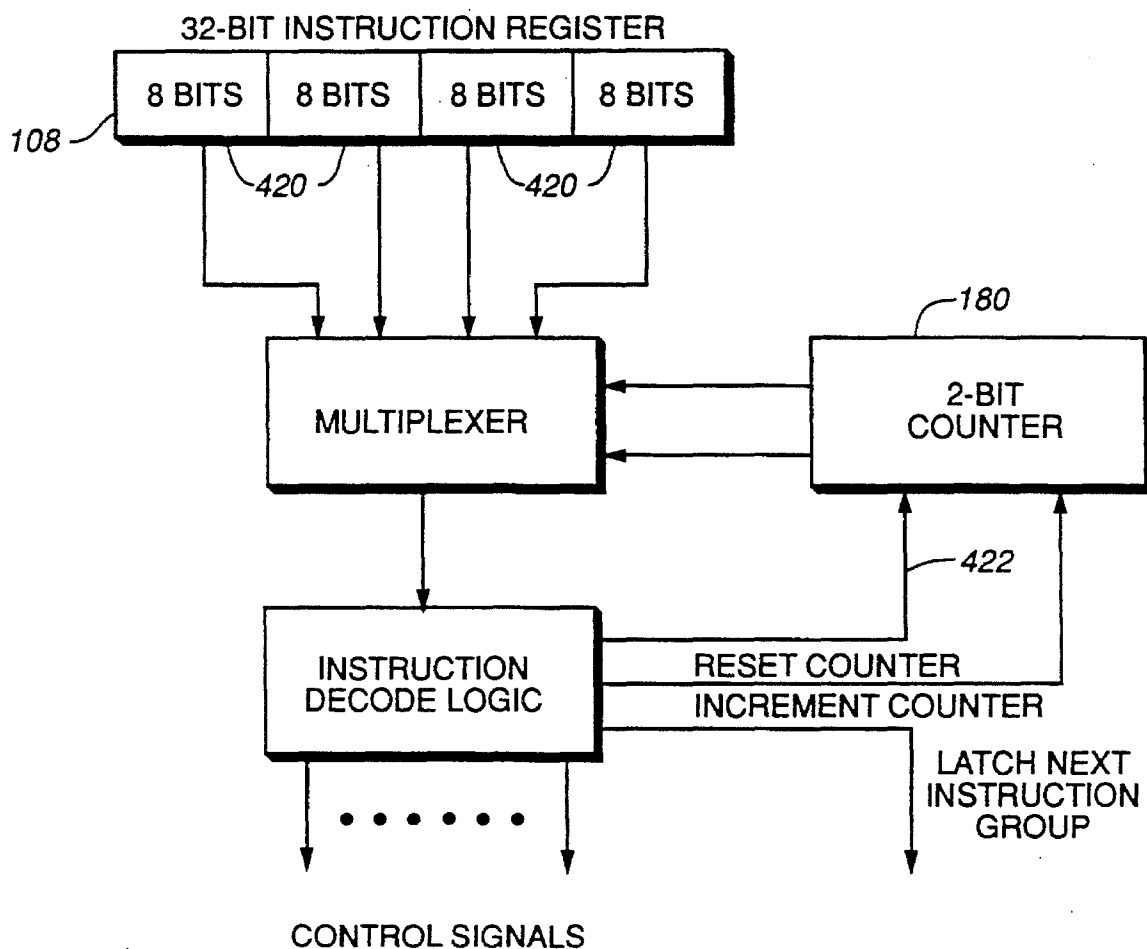 32-BIT INSTRUCTION REGISTER
8 BITS 8 BITS 8 BITS 8 BITS
108
420 420
180
MULTIPLEXER
2-BIT
COUNTER
422
INSTRUCTION
DECODE LOGIC
RESET COUNTER
INCREMENT COUNTER
LATCH NEXT
INSTRUCTION
GROUP
CONTROL SIGNALS